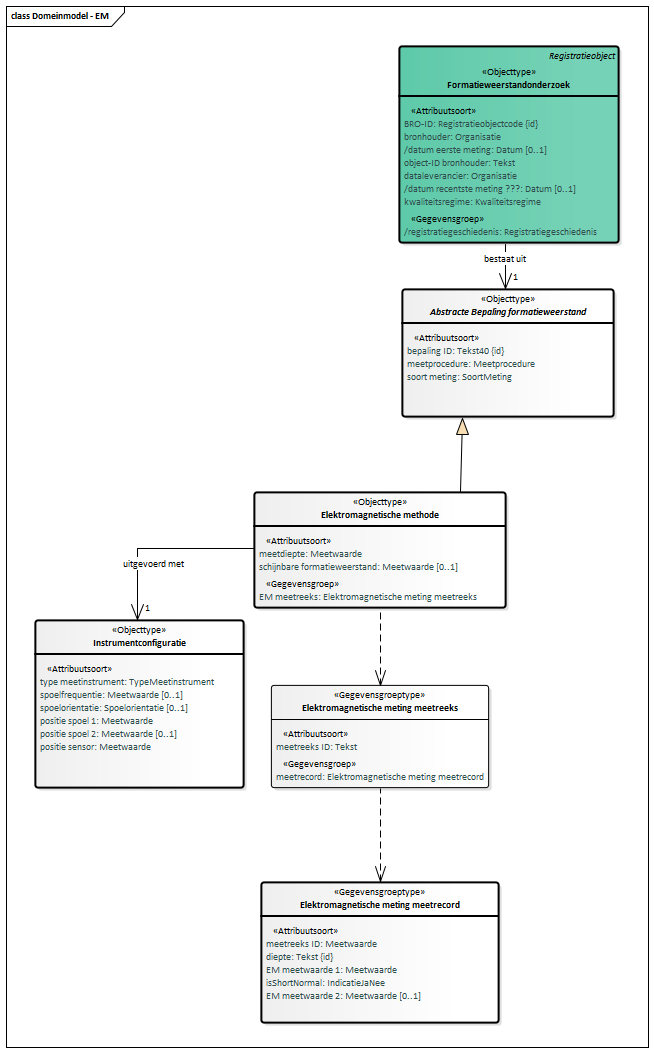 class Domeinmodel - EM
Registratieobject
«Objecttype»
Formatieweerstandonderzoek
«Attribuutsoort»
BRO-ID: Registratieobjectcode {id}
bronhouder: Organisatie
/datum eerste meting: Datum [0..1]
object-ID bronhouder: Tekst
dataleverancier: Organisatie
/datum recentste meting ???: Datum [0..1]
kwaliteitsregime: Kwaliteitsregime
«Gegevensgroep»
/registratiegeschiedenis: Registratiegeschiedenis
bestaat uit
1
«Objecttype»
Abstracte Bepaling formatieweerstand
«Attribuutsoort»
bepaling ID: Tekst40 {id}
meetprocedure: Meetprocedure
soort meting: SoortMeting
«Objecttype»
Elektromagnetische methode
«Attribuutsoort»
meetdiepte: Meetwaarde
schijnbare formatieweerstand: Meetwaarde [0..1]
«Gegevensgroep»
EM meetreeks: Elektromagnetische meting meetreeks
uitgevoerd met
1
«Objecttype»
Instrumentconfiguratie
«Attribuutsoort»
type meetinstrument: TypeMeetinstrument
spoelfrequentie: Meetwaarde [0..1]
spoelorientatie: Spoelorientatie [0..1]
positie spoel 1: Meetwaarde
positie spoel 2: Meetwaarde [0..1]
positie sensor: Meetwaarde
«Gegevensgroeptype»
Elektromagnetische meting meetreeks
«Attribuutsoort»
meetreeks ID: Tekst
«Gegevensgroep»
meetrecord: Elektromagnetische meting meetrecord
«Gegevensgroeptype»
Elektromagnetische meting meetrecord
«Attribuutsoort»
meetreeks ID: Meetwaarde
diepte: Tekst {id}
EM meetwaarde 1: Meetwaarde
isShortNormal: IndicatieJaNee
EM meetwaarde 2: Meetwaarde [0..1]